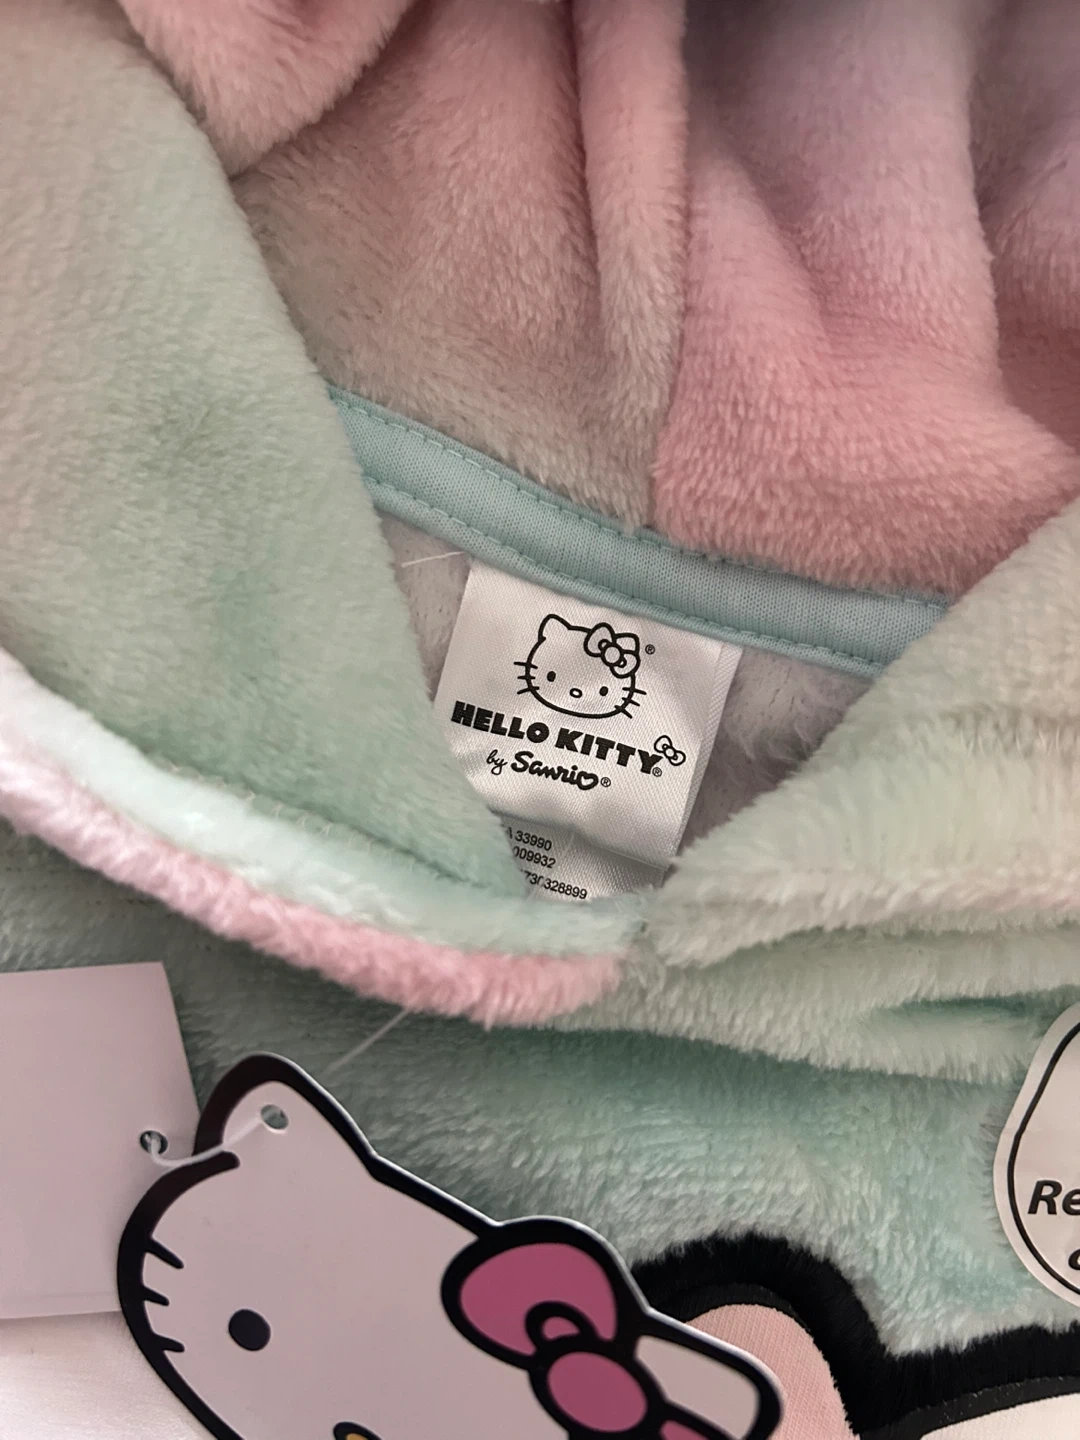 HELLO KITTY®
by Sanrio®
33990
009932
328899
Re